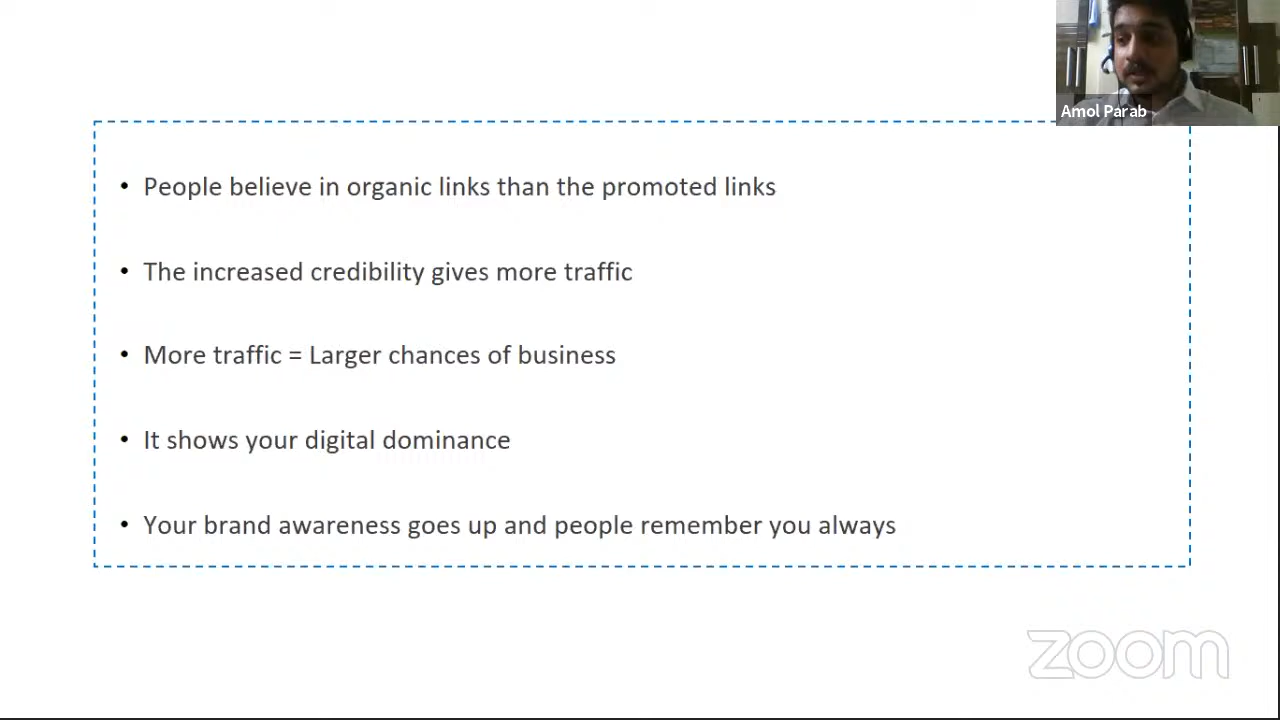 Amol Parab
• People believe in organic links than the promoted links
• The increased credibility gives more traffic
• More traffic = Larger chances of business
• It shows your digital dominance
• Your brand awareness goes up and people remember you always
zoom